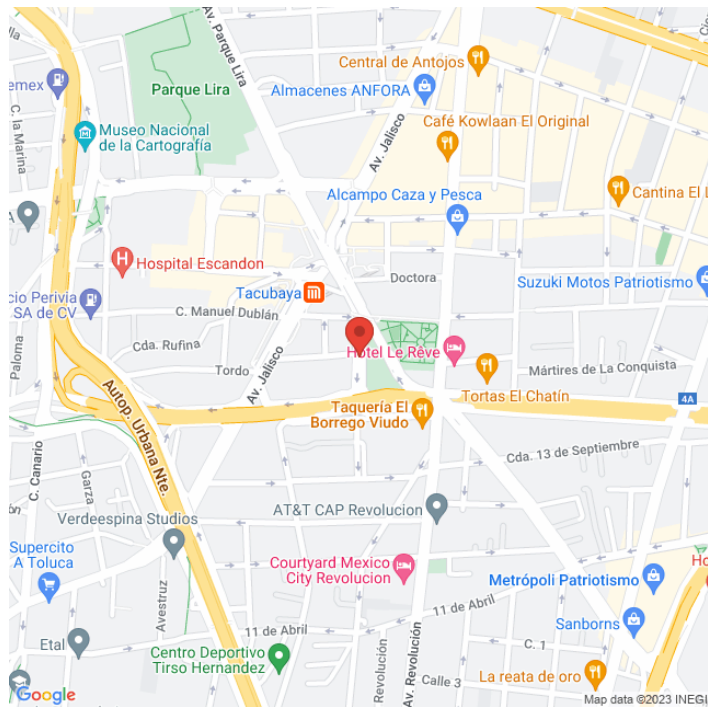 Av. Parque Lira
Central de Antojos
Parque Lira
Almacenes ANFORA
C. la Marina
Museo Nacional
de la Cartografía
Av. Jalisco
Café Kowlaan El Original
Alcampo Caza y Pesca
Cantina El L
Hospital Escandon
Doctora
Suzuki Motos Patriotismo
Tacubaya
cio Perivia
SA de CV
C. Manuel Dublán
Cda. Rufina
Hotel Le Rêve
Paloma
Tordo
Av. Jalisco
Mártires de La Conquista
Tortas El Chatín
Autop. Urbana Nte.
Taquería El
Borrego Viudo
4A
Cda. 13 de Septiembre
C. Canario
Garza
AT&T CAP Revolucion
Verdeespina Studios
Supercito
A Toluca
Avestruz
Courtyard Mexico
City Revolucion
Metrópoli Patriotismo
Ho
11 de Abril
Sanborns
11 de Abril
Etal
Centro Deportivo
Tirso Hernandez
Revolución
Av. Revolución
C. 1
Calle 3
La reata de oro
Google
Map data ©2023 INEGI